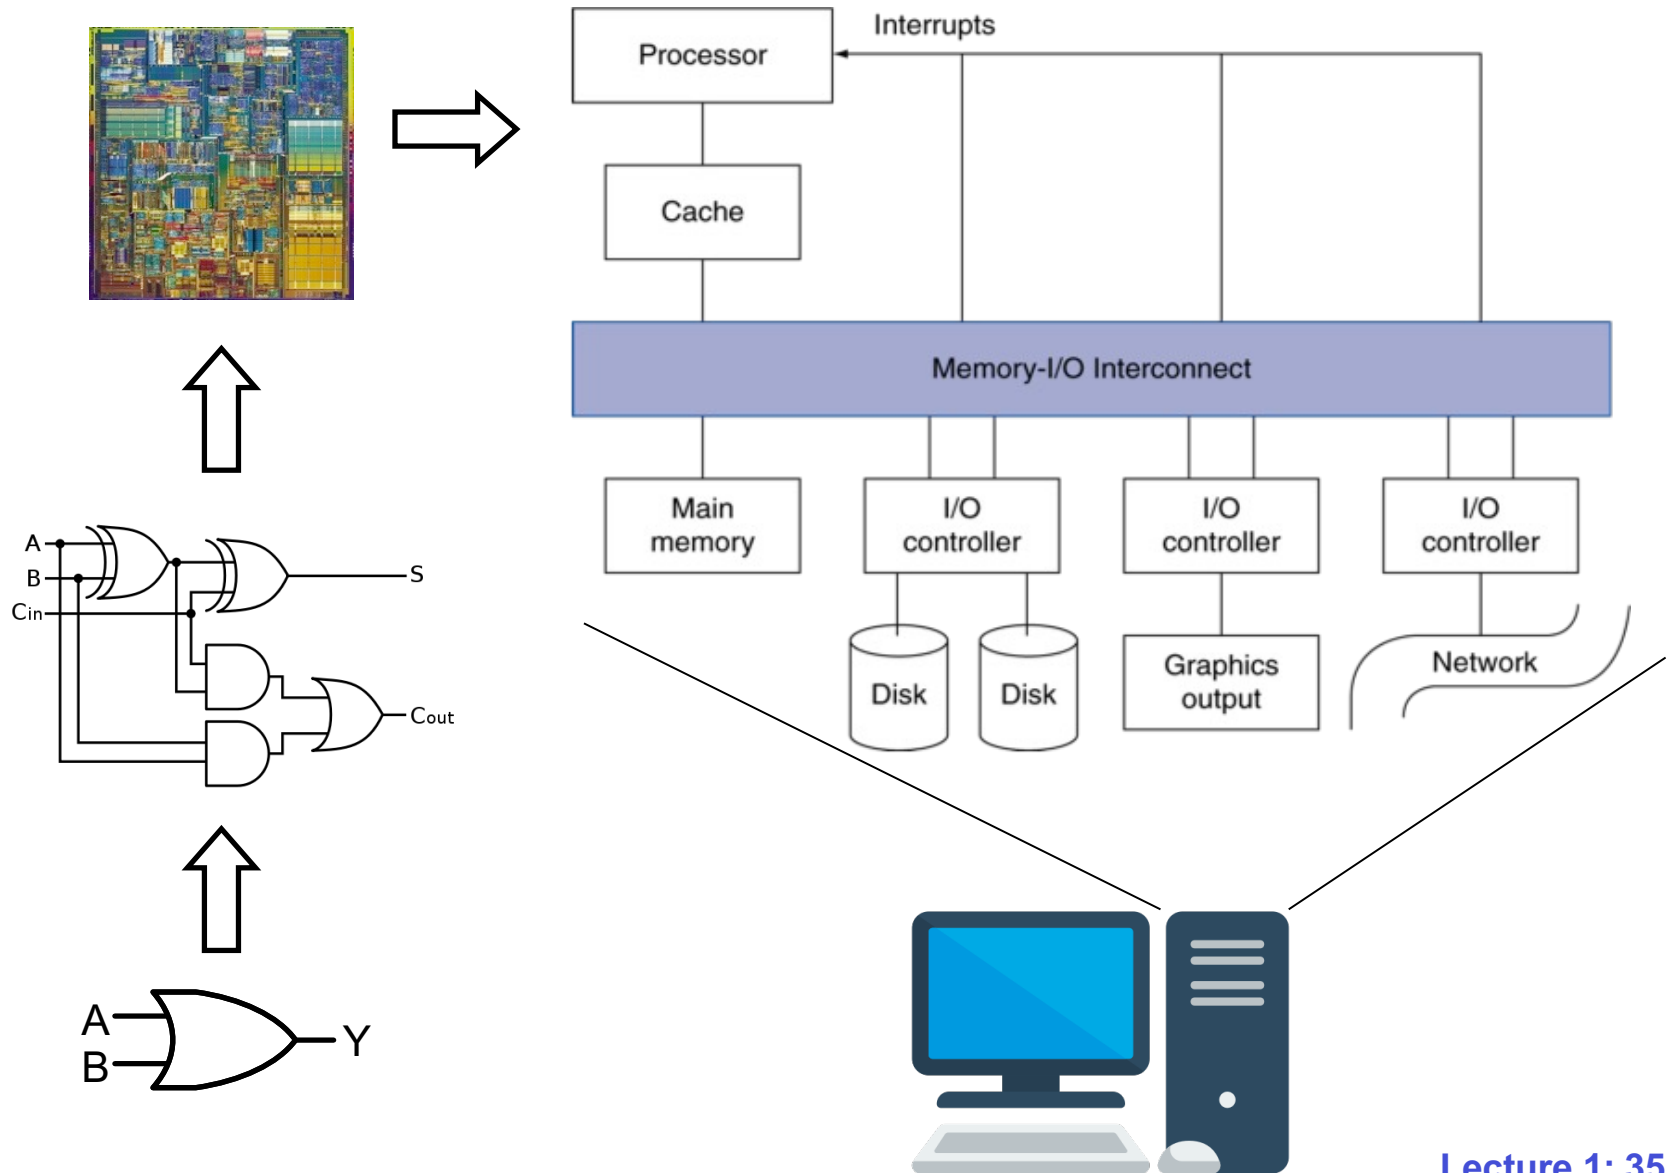 Interrupts
Processor
Cache
Memory-I/O Interconnect
Main
memory
I/O
controller
I/O
controller
I/O
controller
Disk
Disk
Graphics
output
Network
A
B
Cin
S
Cout
A
B
Y
Lecture 1: 35